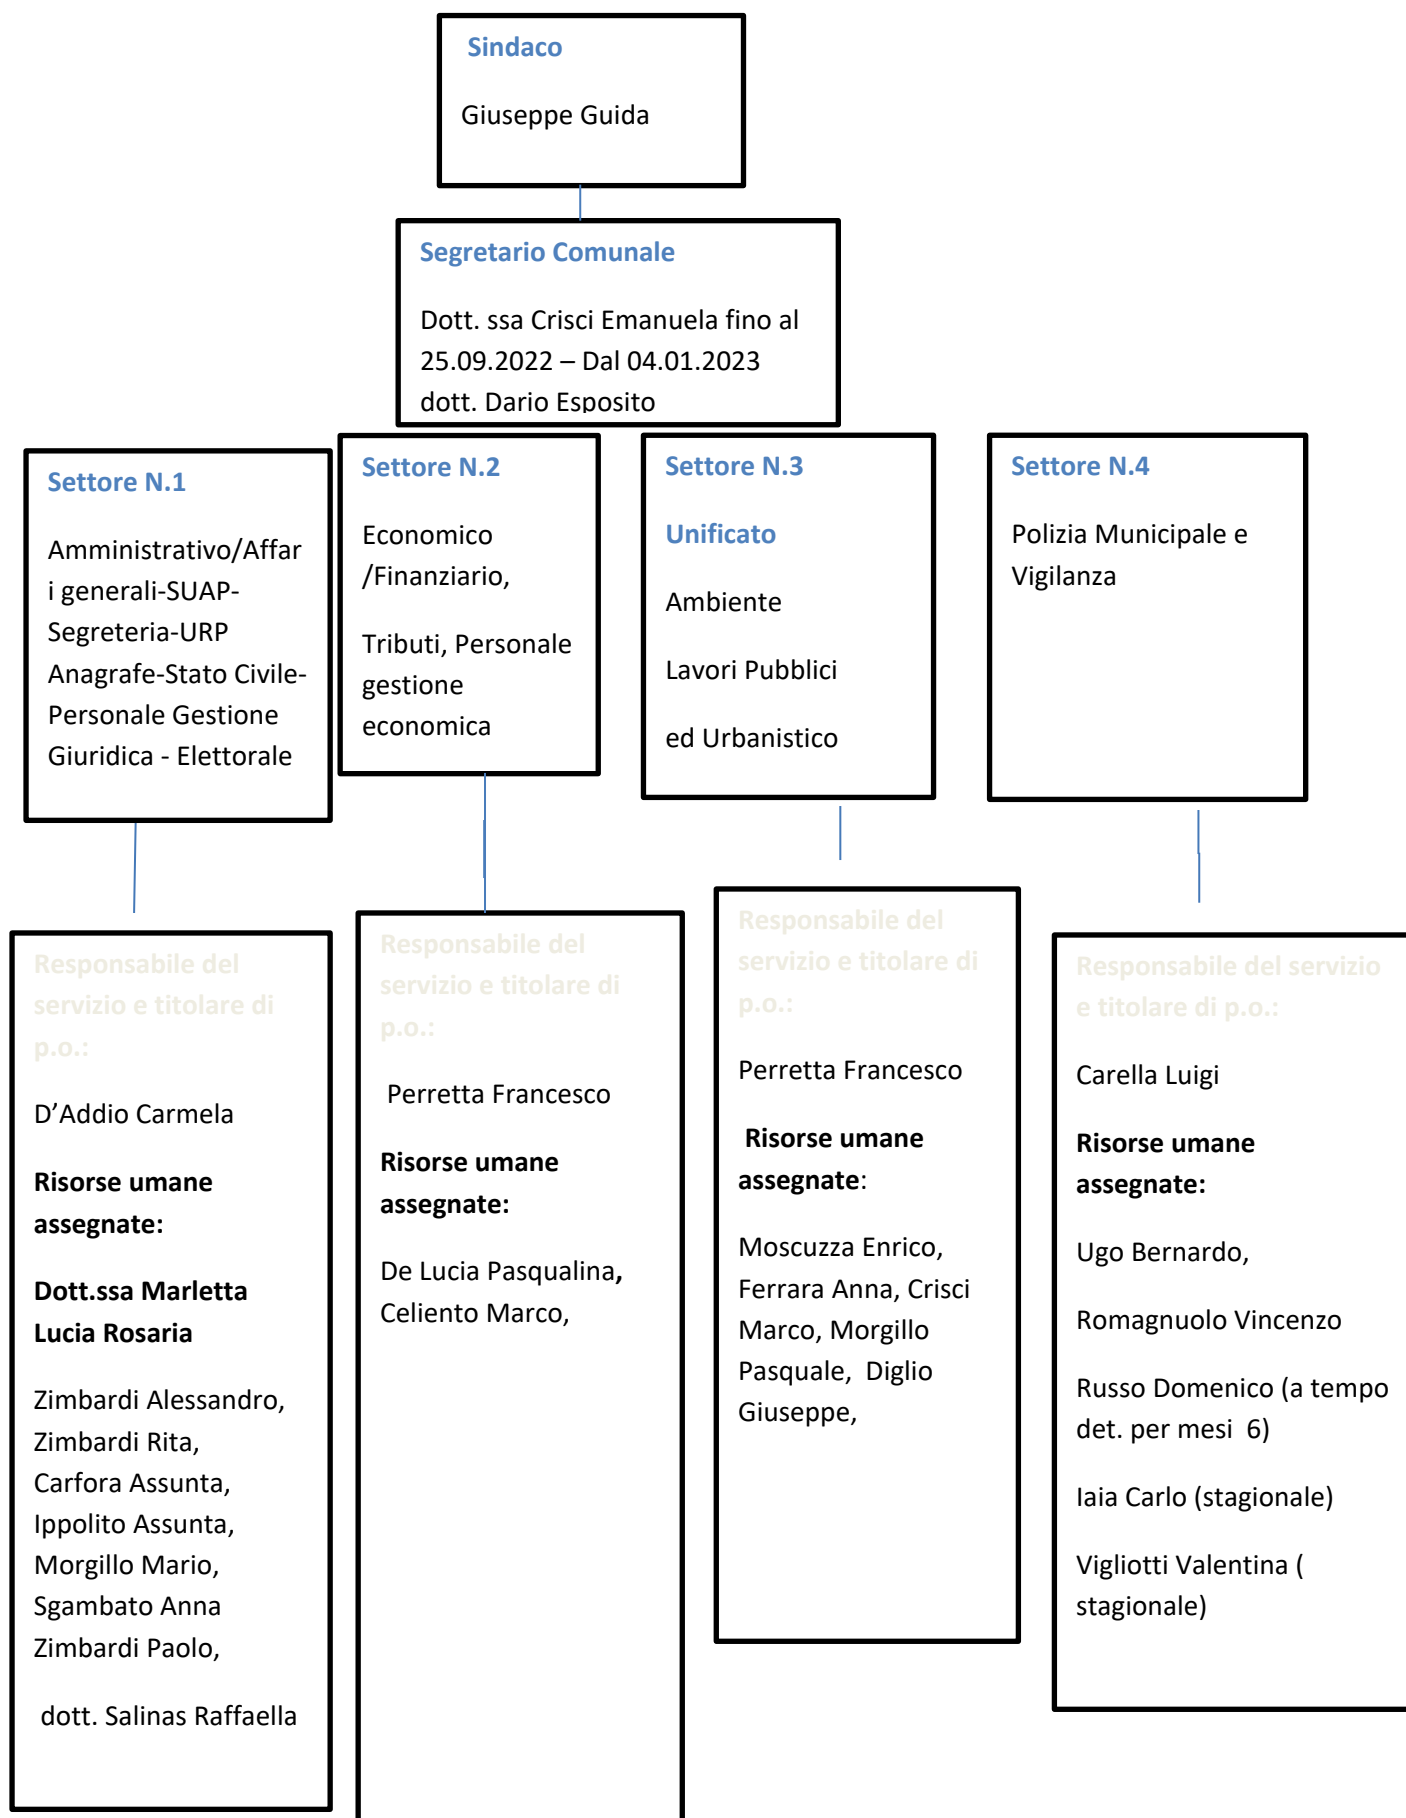 Sindaco
Giuseppe Guida
Segretario Comunale
Dott. ssa Crisci Emanuela fino al
25.09.2022 – Dal 04.01.2023
dott. Dario Esposito
Settore N.1
Amministrativo/Affar
i generali-SUAP-
Segreteria-URP
Anagrafe-Stato Civile-
Personale Gestione
Giuridica - Elettorale
Settore N.2
Economico
/Finanziario,
Tributi, Personale
gestione
economica
Settore N.3
Unificato
Ambiente
Lavori Pubblici
ed Urbanistico
Settore N.4
Polizia Municipale e
Vigilanza
Responsabile del
servizio e titolare di
p.o.:
D’Addio Carmela
Risorse umane
assegnate:
Dott.ssa Marletta
Lucia Rosaria
Zimbardi Alessandro,
Zimbardi Rita,
Carfora Assunta,
Ippolito Assunta,
Morgillo Mario,
Sgambato Anna
Zimbardi Paolo,
dott. Salinas Raffaella
Responsabile del
servizio e titolare di
p.o.:
Perretta Francesco
Risorse umane
assegnate:
De Lucia Pasqualina,
Celiento Marco,
Responsabile del
servizio e titolare di
p.o.:
Perretta Francesco
Risorse umane
assegnate:
Moscuzza Enrico,
Ferrara Anna, Crisci
Marco, Morgillo
Pasquale,  Diglio
Giuseppe,
Responsabile del servizio
e titolare di p.o.:
Carella Luigi
Risorse umane
assegnate:
Ugo Bernardo,
Romagnuolo Vincenzo
Russo Domenico (a tempo
det. per mesi  6)
Iaia Carlo (stagionale)
Vigliotti Valentina (
stagionale)